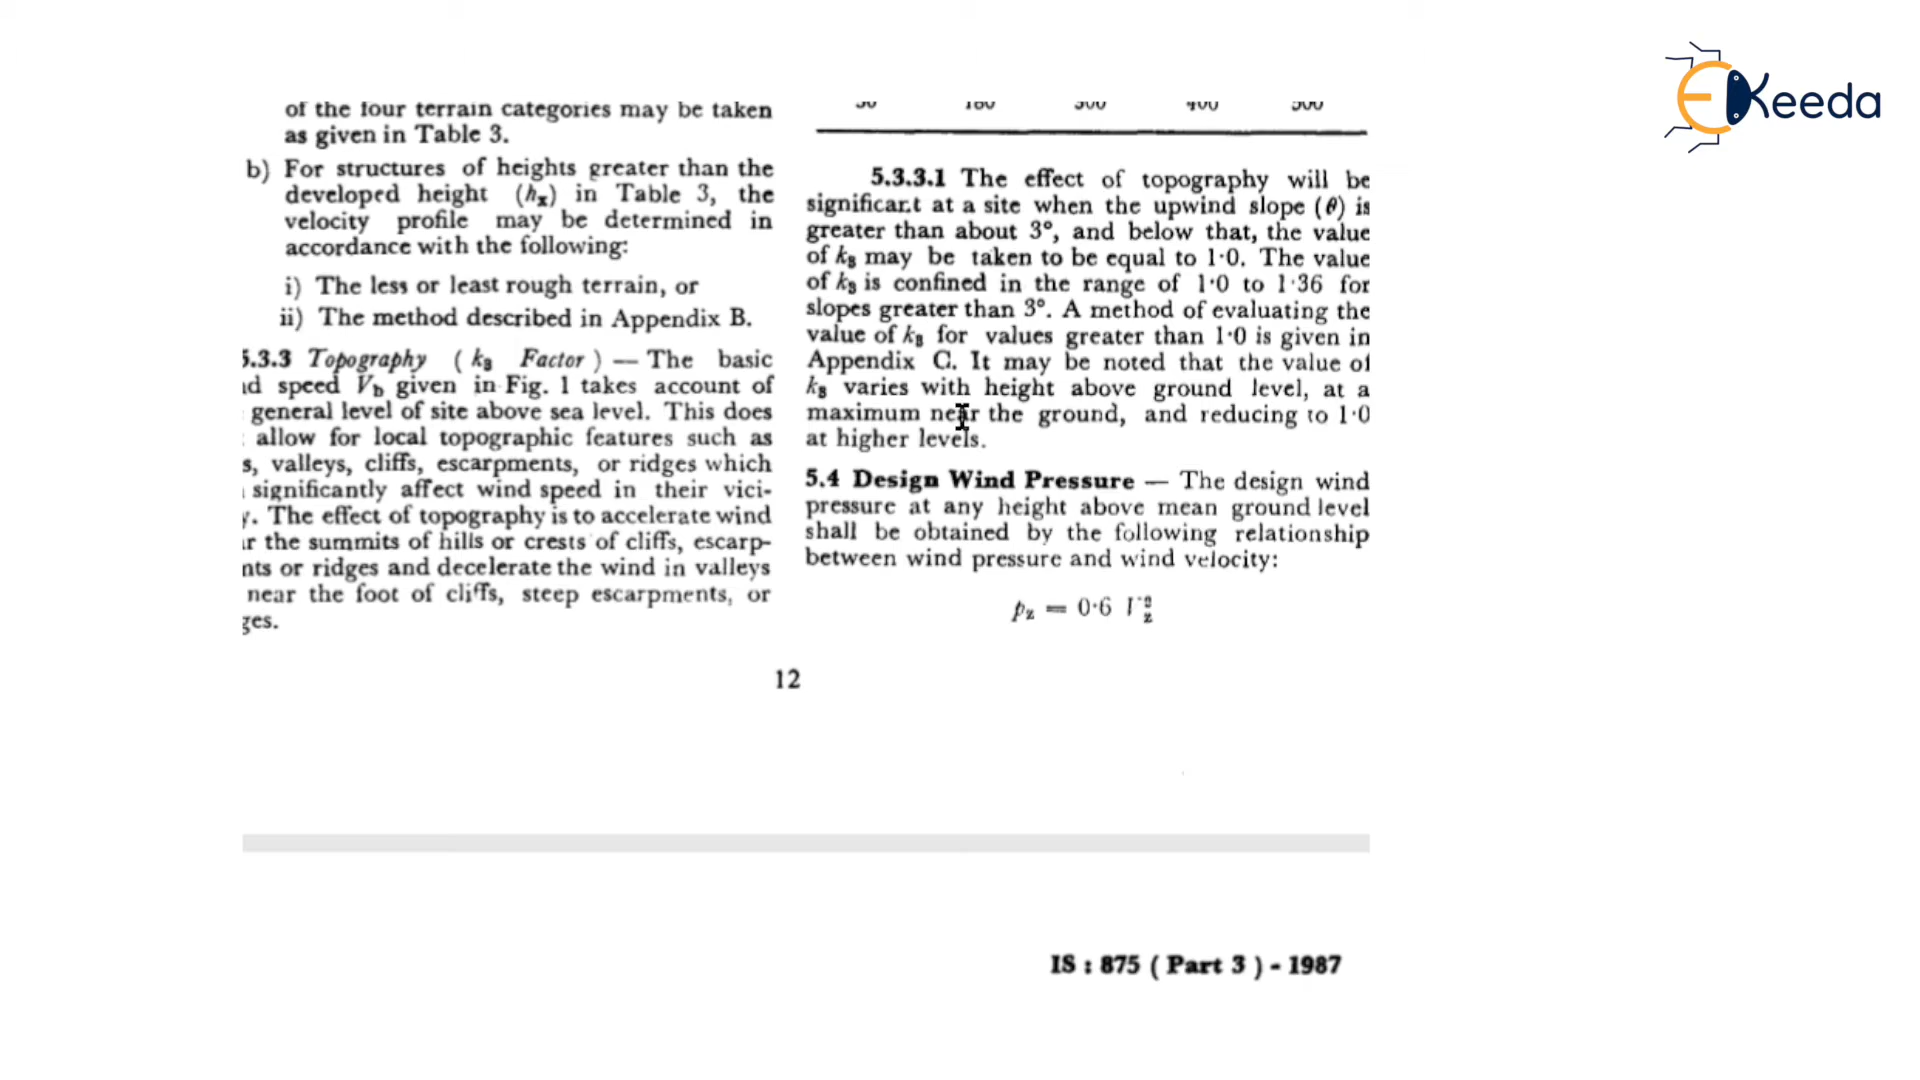 of the four terrain categories may be taken
as given in Table 3.
b) For structures of heights greater than the
developed height (hx) in Table 3, the
velocity profile may be determined in
accordance with the following:
i) The less or least rough terrain, or
ii) The method described in Appendix B.
5.3.3 Topography ( k3 Factor ) — The basic
speed Vb given in Fig. 1 takes account of
general level of site above sea level. This does
allow for local topographic features such as
valleys, cliffs, escarpments, or ridges which
significantly affect wind speed in their vici-
The effect of topography is to accelerate wind
the summits of hills or crests of cliffs, escarp-
or ridges and decelerate the wind in valleys
near the foot of cliffs, steep escarpments, or
12
50 180 300 400 500
5.3.3.1 The effect of topography will be
significant at a site when the upwind slope (θ) is
greater than about 3°, and below that, the value
of k3 may be taken to be equal to 1·0. The value
of k3 is confined in the range of 1·0 to 1·36 for
slopes greater than 3°. A method of evaluating the
value of k3 for values greater than 1·0 is given in
Appendix C. It may be noted that the value of
k3 varies with height above ground level, at a
maximum near the ground, and reducing to 1·0
at higher levels.
5.4 Design Wind Pressure — The design wind
pressure at any height above mean ground level
shall be obtained by the following relationship
between wind pressure and wind velocity:
pz = 0·6 V²z
IS : 875 ( Part 3 ) - 1987
EKeeda